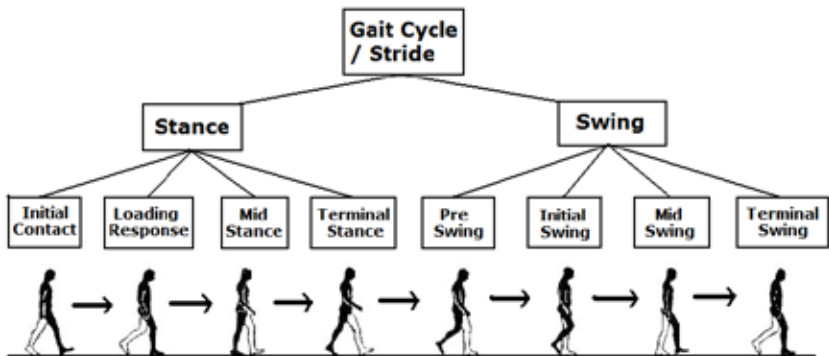 Gait Cycle
/ Stride
Stance
Swing
Initial
Contact
Loading
Response
Mid
Stance
Terminal
Stance
Pre
Swing
Initial
Swing
Mid
Swing
Terminal
Swing